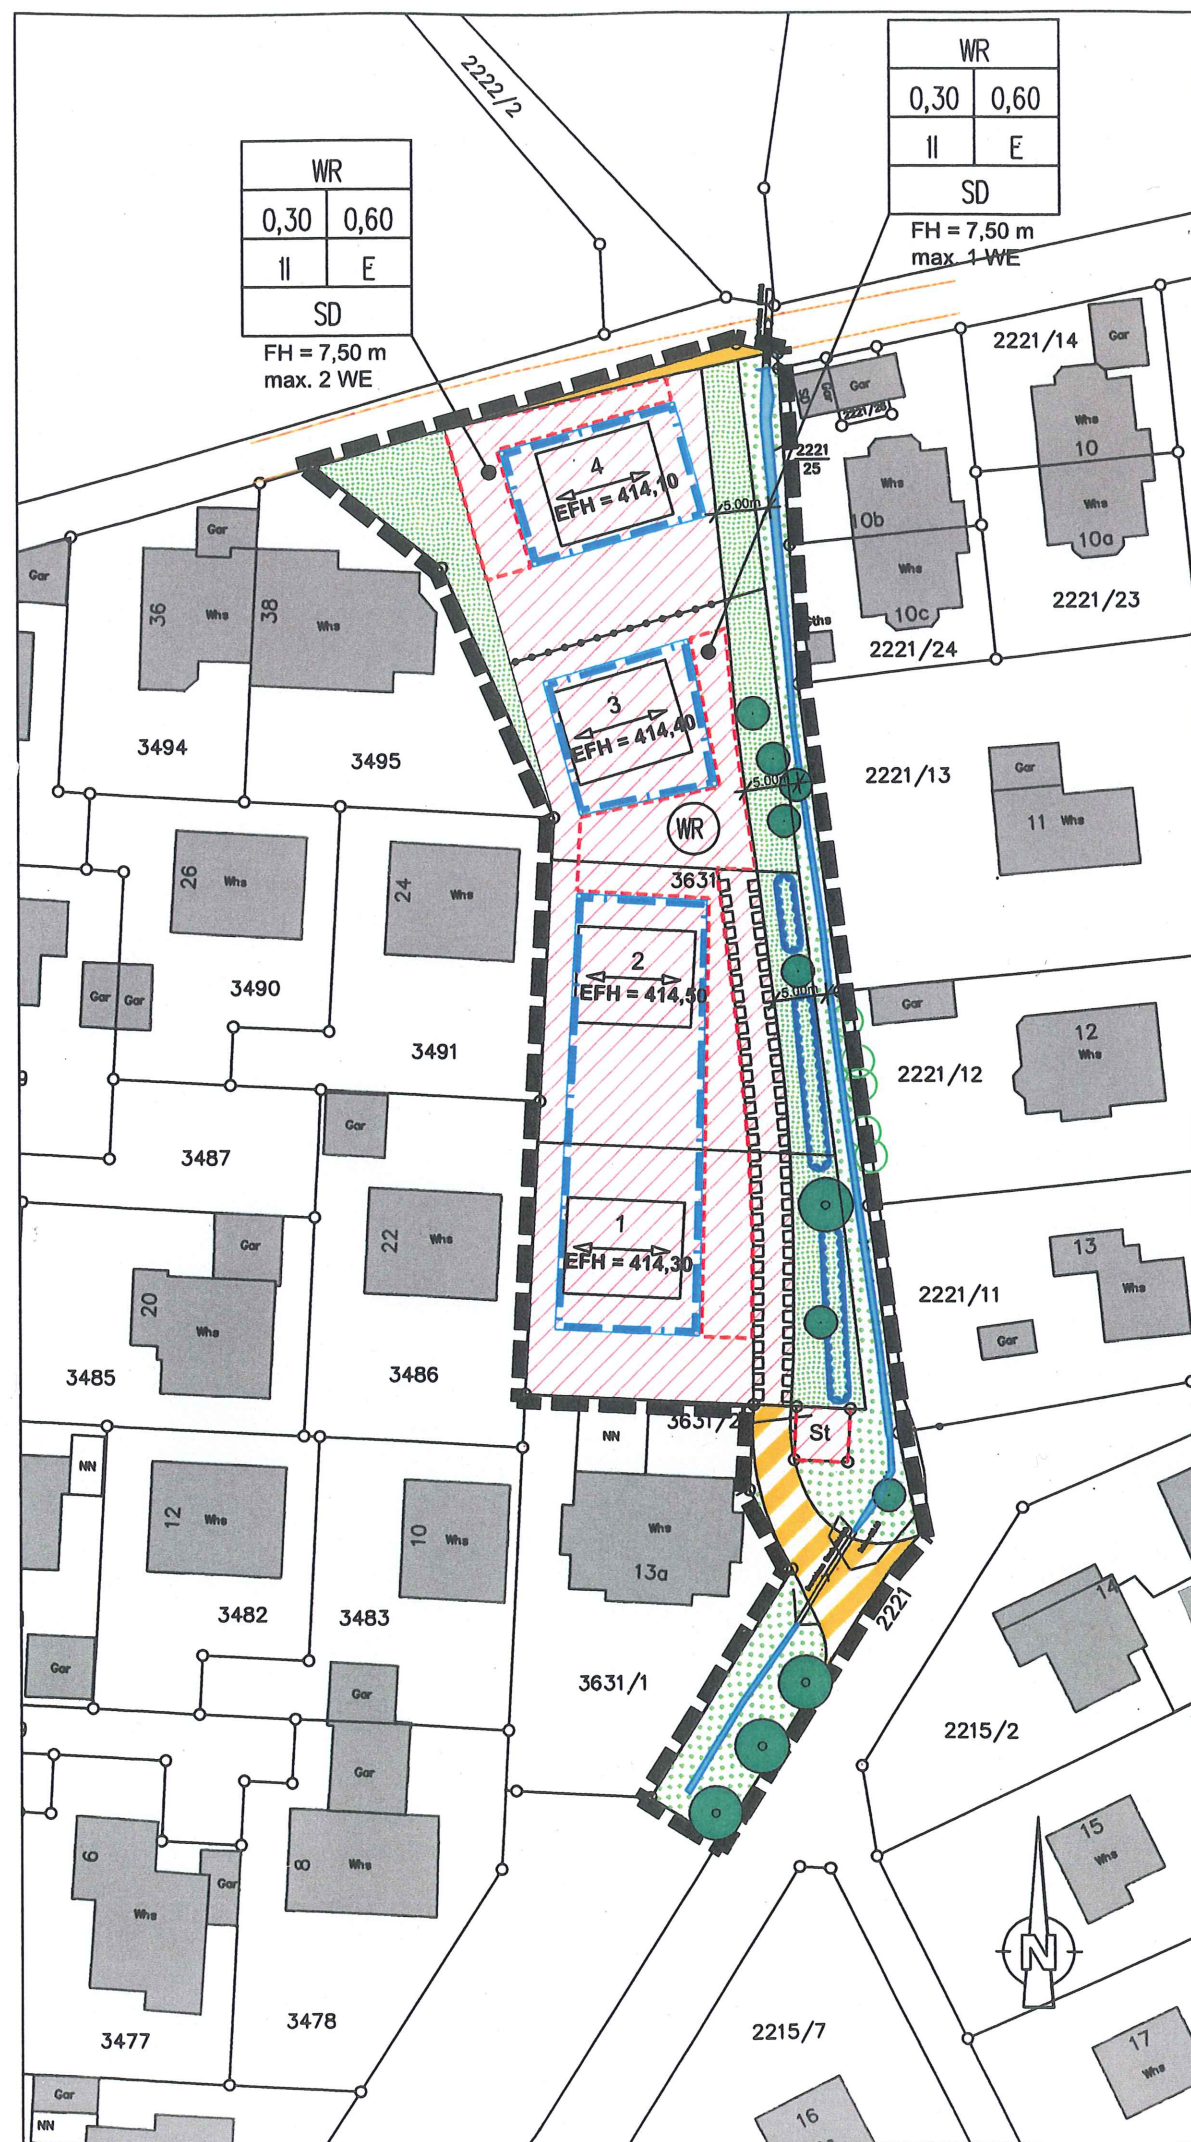 2222/2
WR
0,30 0,60
II E
SD
FH = 7,50 m
max. 1 WE
WR
0,30 0,60
II E
SD
FH = 7,50 m
max. 2 WE
2221/14
Gar
Whs
10
Whs
10a
2221/23
Gar
Gar
2221/26
2221
25
Whs
10b
Whs
10c
2221/24
4
EFH = 414,10
5.00m
Gar
Gar
36
Whs
38
Whs
3494
3495
3
EFH = 414,40
5.00m
WR
3631
2221/13
Gar
11
Whs
26
Whs
24
Whs
3490
Gar
Gar
3491
2
EFH = 414,50
5.00m
Gar
12
Whs
2221/12
3487
Gar
22
Whs
Gar
20
Whs
3485
3486
1
EFH = 414,30
2221/11
13
Whs
Gar
3631/2
St
NN
NN
12
Whs
10
Whs
Whs
13a
3482
3483
2221
14
Gar
Gar
3631/1
2215/2
Gar
6
Whs
Gar
8
Whs
15
Whs
N
3477
3478
2215/7
17
Whs
Gar
NN
16